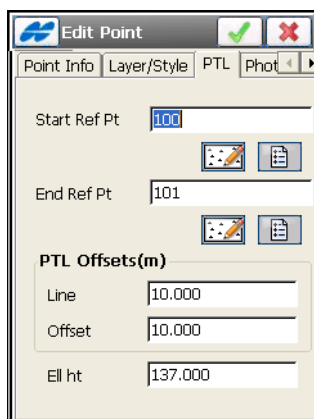 Edit Point
Point Info Layer/Style PTL Phot
Start Ref Pt 100
End Ref Pt 101
PTL Offsets(m)
Line 10.000
Offset 10.000
Ell ht 137.000